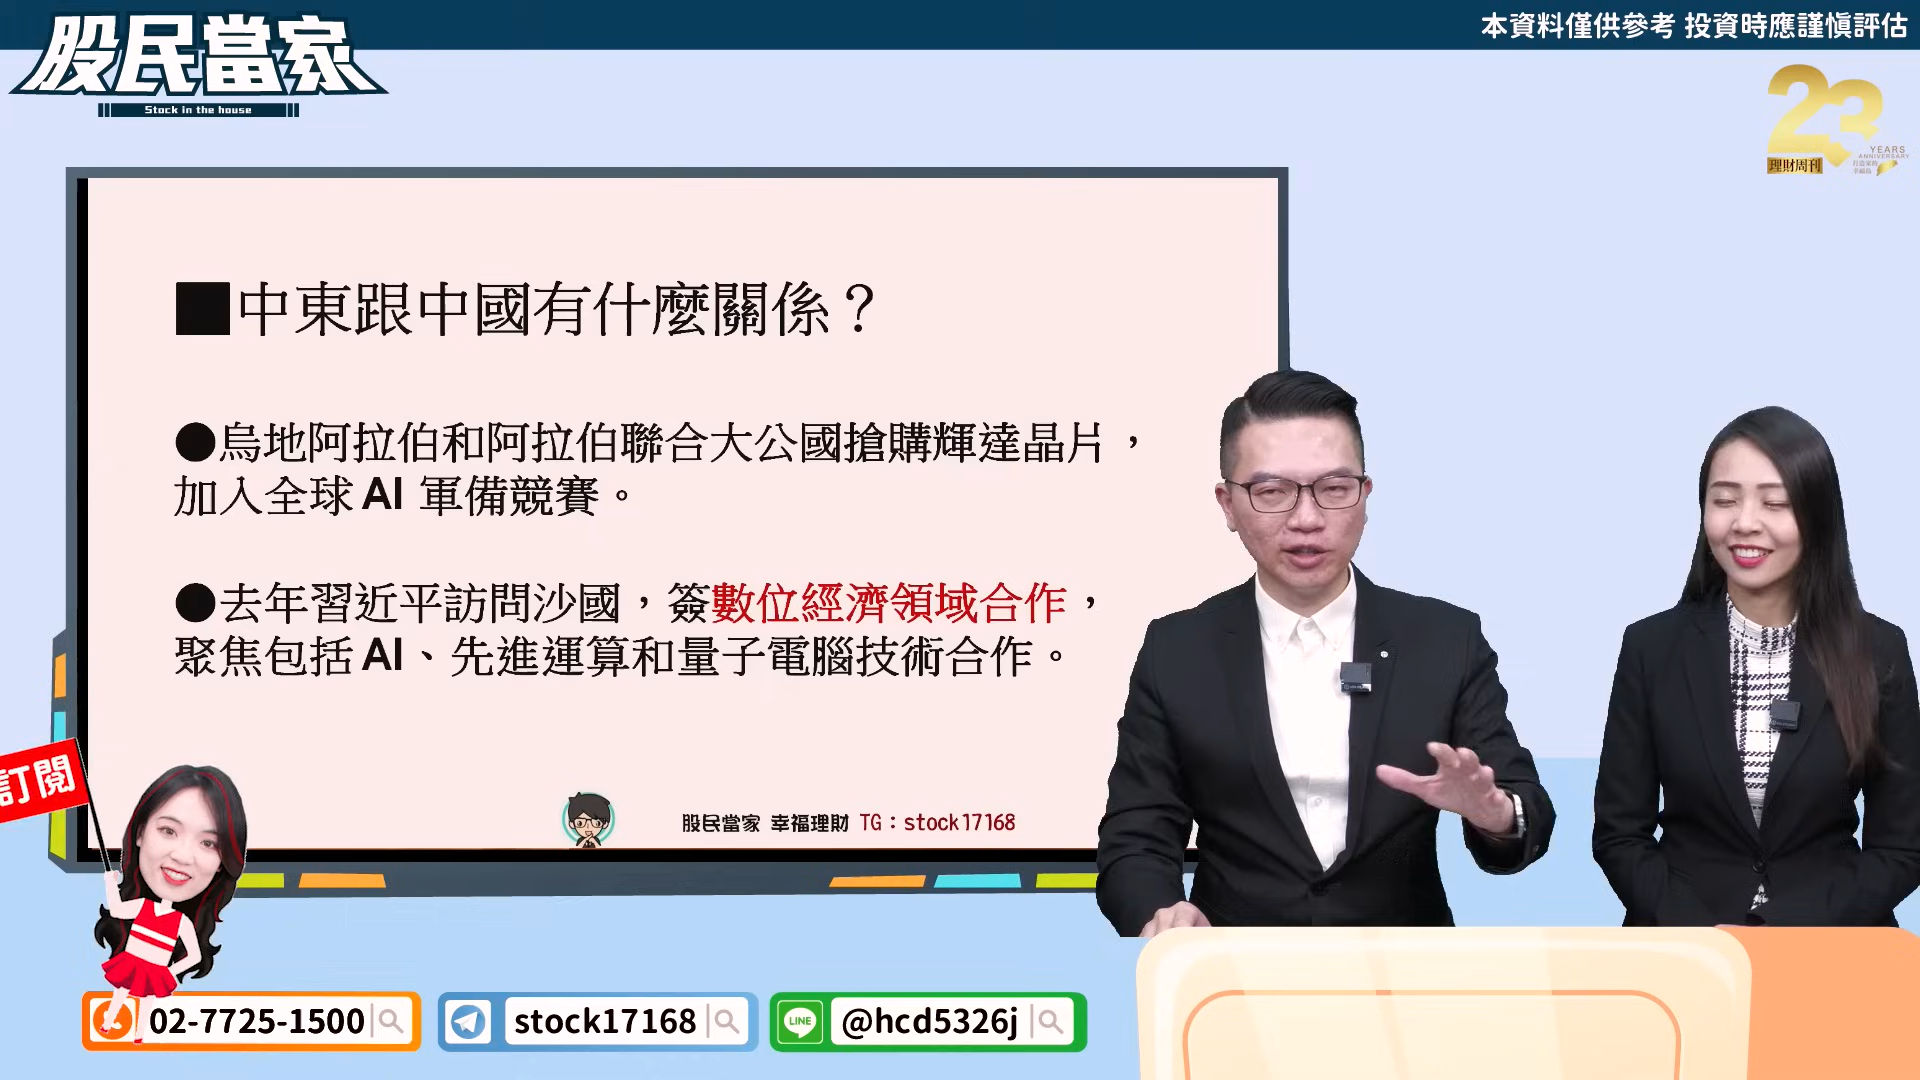 股民當家
Stock in the house
本資料僅供參考 投資時應謹慎評估
23
YEARS
ANNIVERSARY
理財周刊
■中東跟中國有什麼關係？
●烏地阿拉伯和阿拉伯聯合大公國搶購輝達晶片，
加入全球 AI 軍備競賽。
●去年習近平訪問沙國，簽數位經濟領域合作，
聚焦包括 AI、先進運算和量子電腦技術合作。
訂閱
股民當家 幸福理財 TG：stock17168
02-7725-1500
stock17168
LINE
@hcd5326j